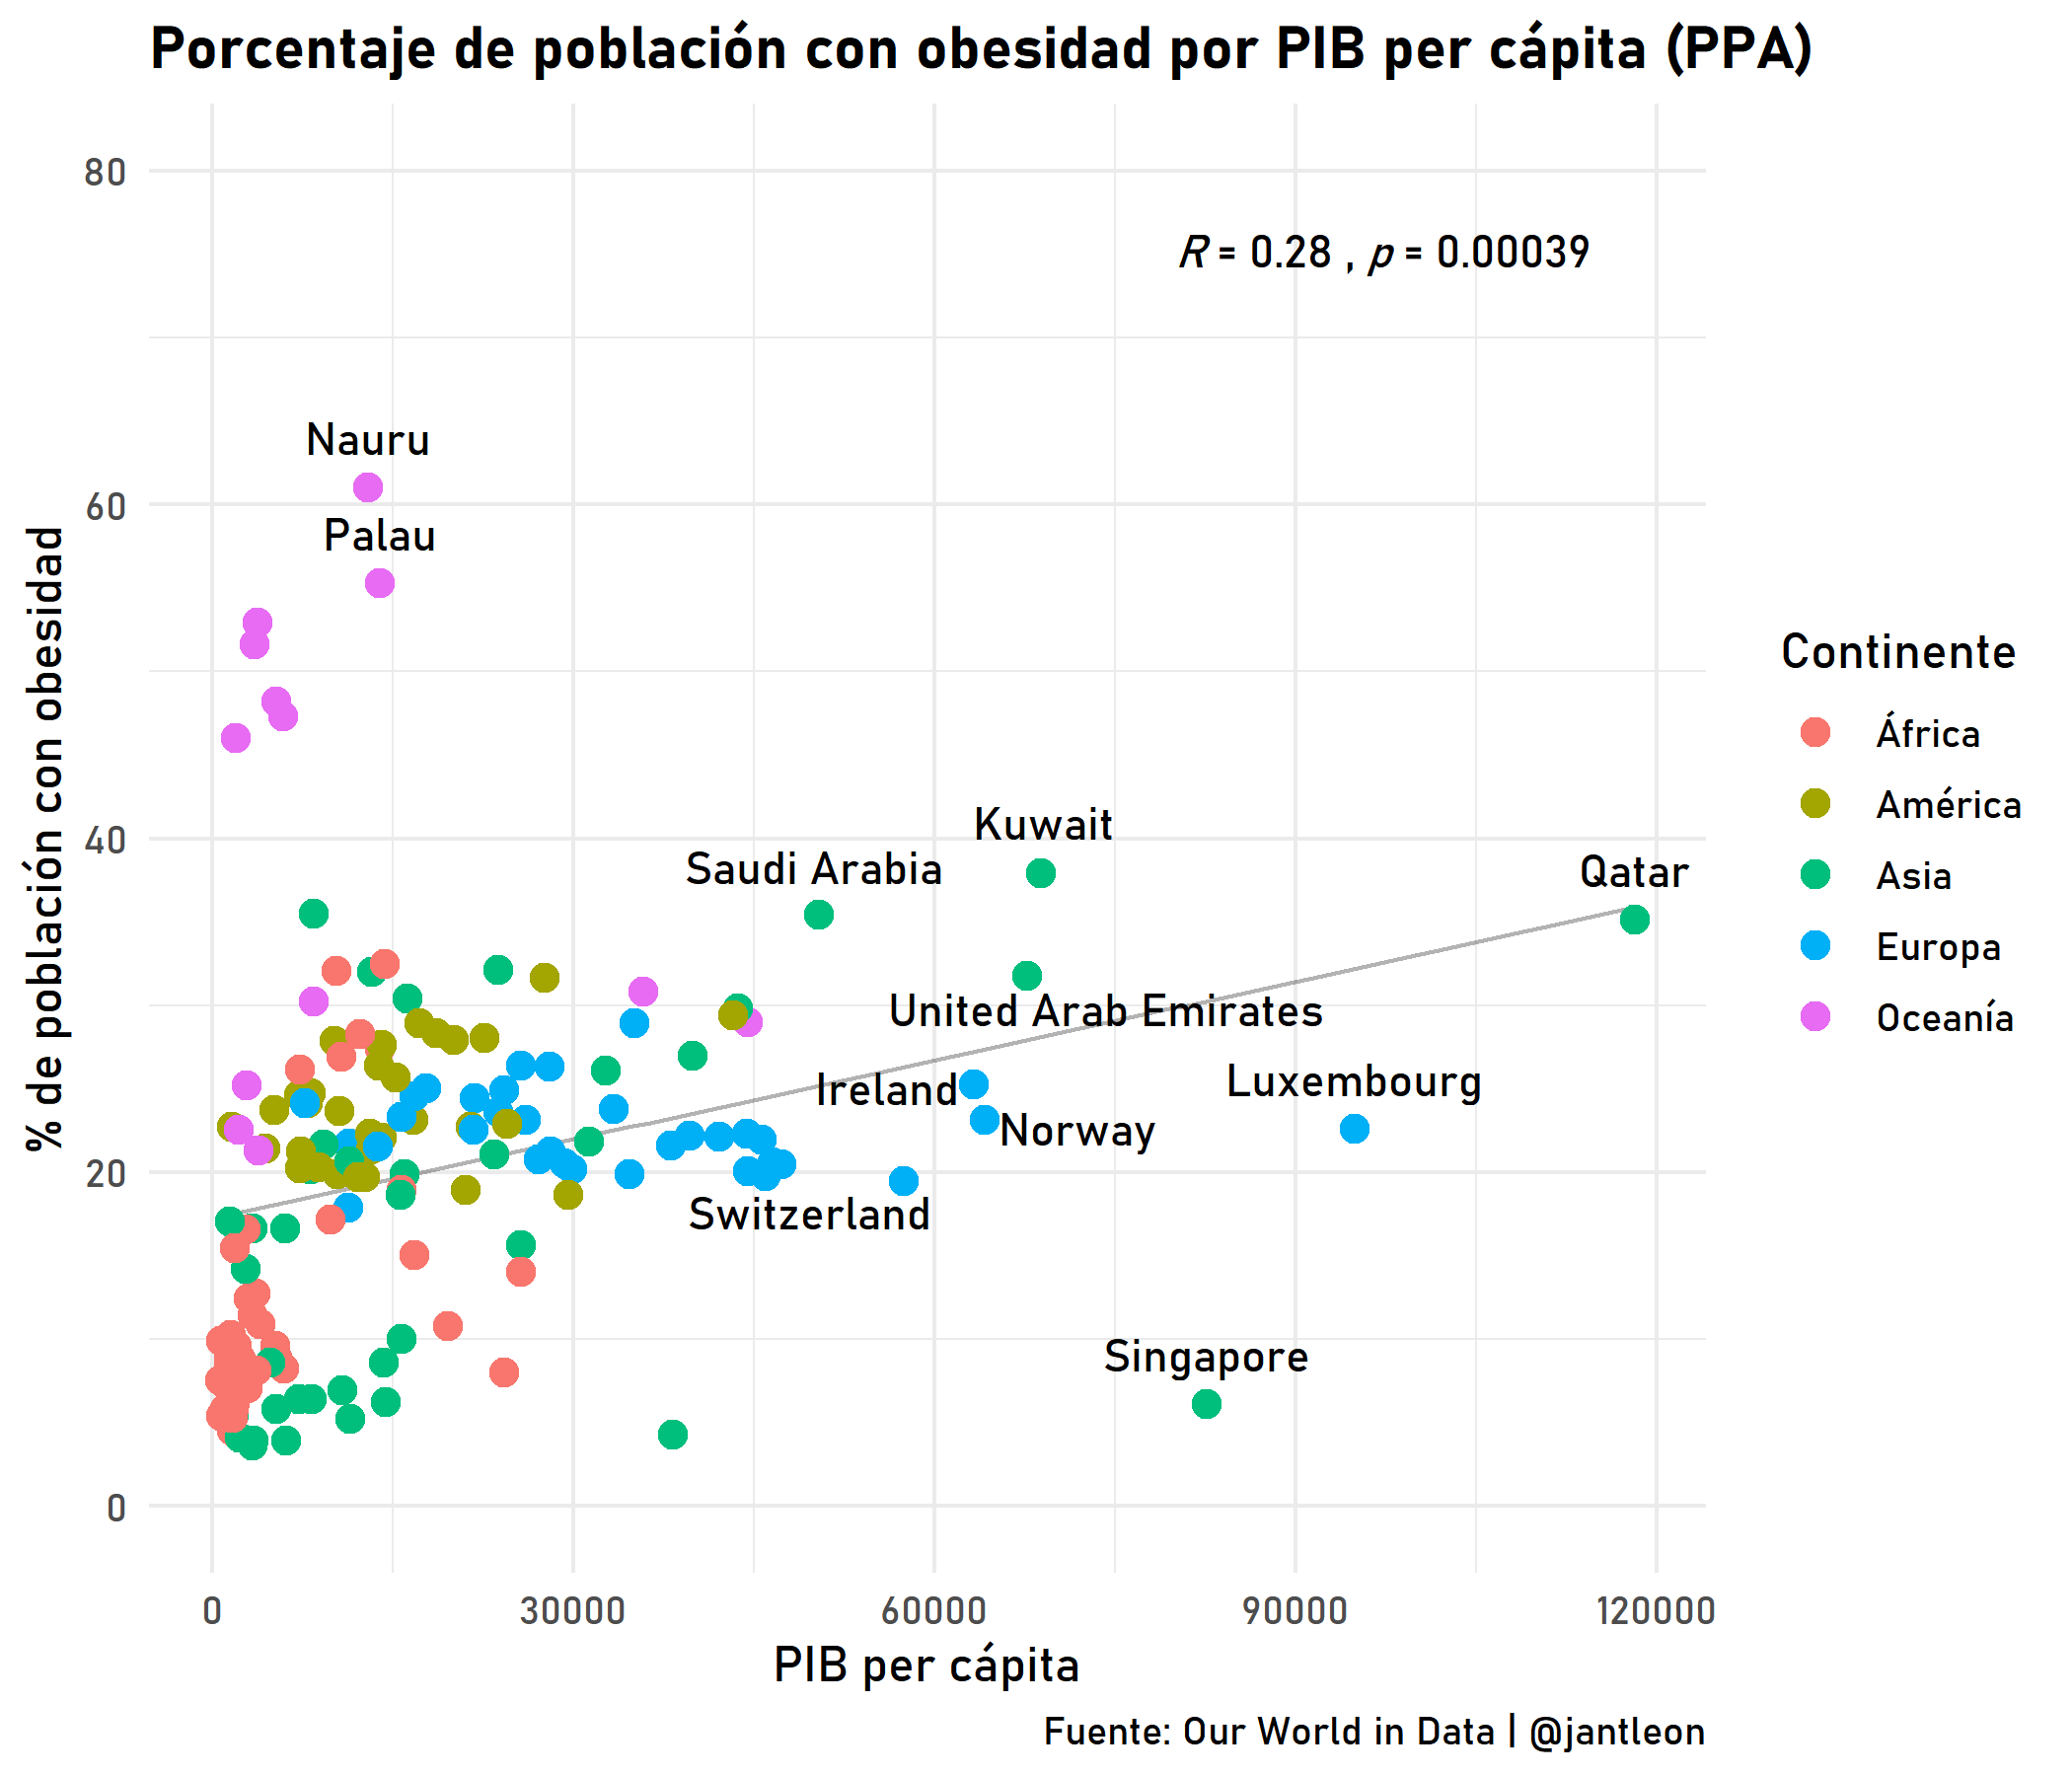 Porcentaje de población con obesidad por PIB per cápita (PPA)
80
60
40
20
0
% de población con obesidad
R = 0.28 , p = 0.00039
Nauru
Palau
Kuwait
Saudi Arabia
Qatar
United Arab Emirates
Ireland
Luxembourg
Norway
Switzerland
Singapore
0
30000
60000
90000
120000
PIB per cápita
Continente
África
América
Asia
Europa
Oceanía
Fuente: Our World in Data | @jantleon